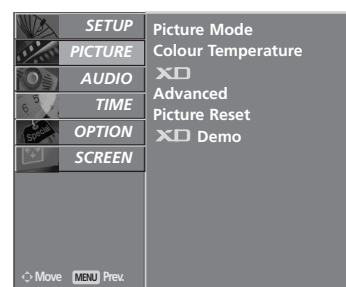 SETUP
PICTURE
AUDIO
TIME
OPTION
SCREEN
Move MENU Prev.
Picture Mode
Colour Temperature
XD
Advanced
Picture Reset
XD Demo